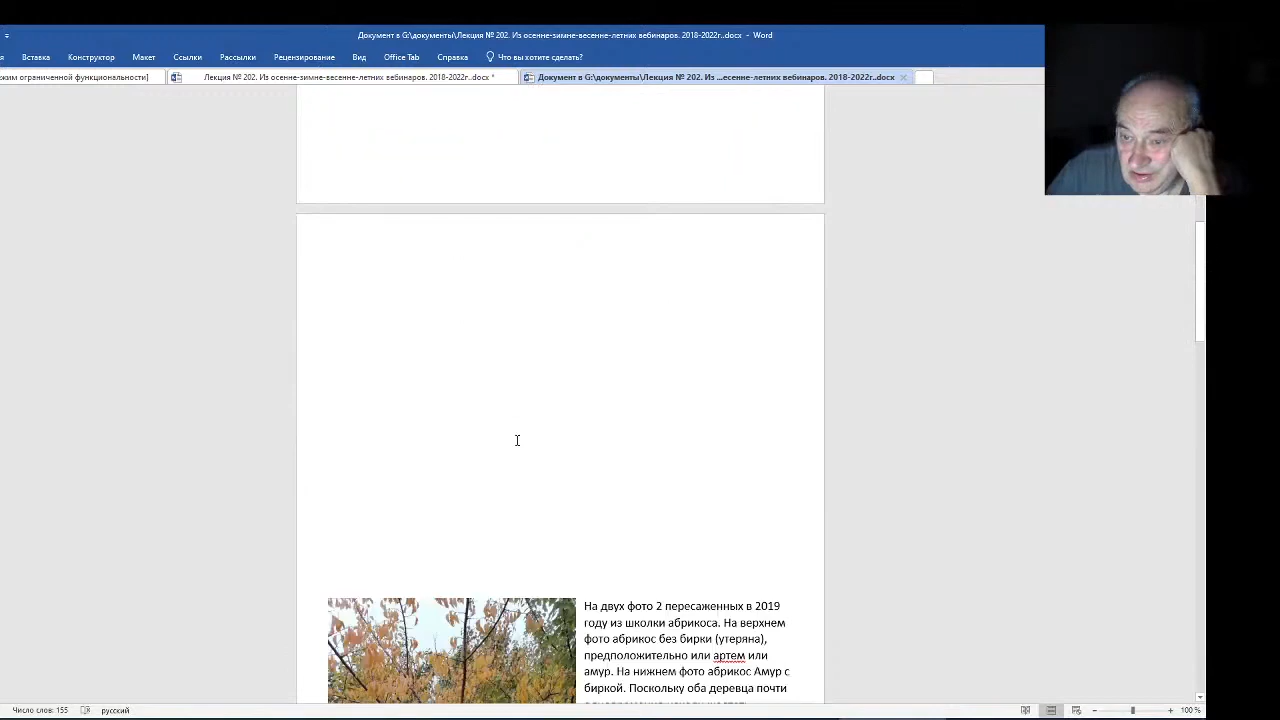 Документ в G:\документы\Лекция № 202. Из осенне-зимне-весенне-летних вебинаров. 2018-2022г..docx - Word
Вставка Конструктор Макет Ссылки Рассылки Рецензирование Вид Office Tab Справка Что вы хотите сделать?
жим ограниченной функциональности] Лекция № 202. Из осенне-зимне-весенне-летних вебинаров. 2018-2022г..docx * Документ в G:\документы\Лекция № 202. Из ...есенне-летних вебинаров. 2018-2022г..docx
На двух фото 2 пересаженных в 2019
году из школки абрикоса. На верхнем
фото абрикос без бирки (утеряна),
предположительно или артем или
амур. На нижнем фото абрикос Амур с
биркой. Поскольку оба деревца почти
Число слов: 155 русский 100 %